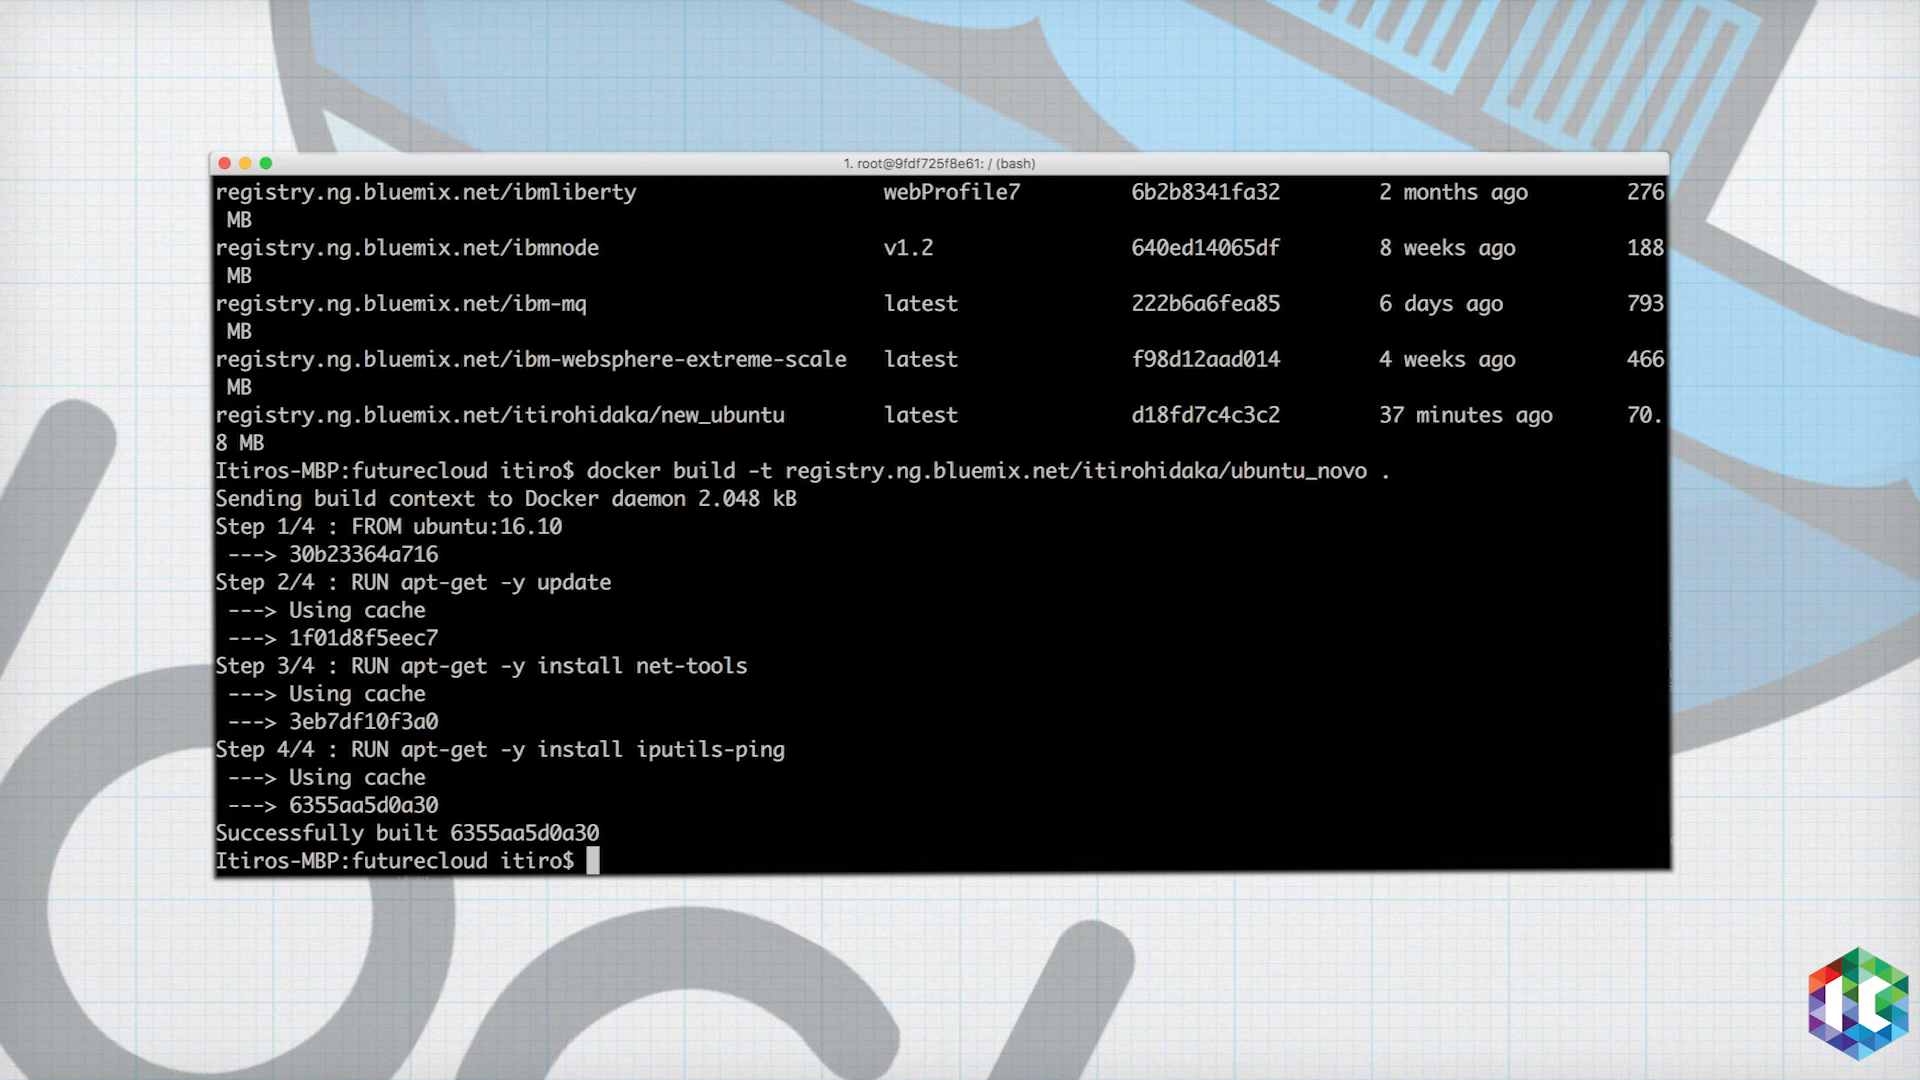 1. root@9fdf725f8e61: / (bash)
registry.ng.bluemix.net/ibmliberty webProfile7 6b2b8341fa32 2 months ago 276
MB
registry.ng.bluemix.net/ibmnode v1.2 640ed14065df 8 weeks ago 188
MB
registry.ng.bluemix.net/ibm-mq latest 222b6a6fea85 6 days ago 793
MB
registry.ng.bluemix.net/ibm-websphere-extreme-scale latest f98d12aad014 4 weeks ago 466
MB
registry.ng.bluemix.net/itirohidaka/new_ubuntu latest d18fd7c4c3c2 37 minutes ago 70.
8 MB
Itiros-MBP:futurecloud itiro$ docker build -t registry.ng.bluemix.net/itirohidaka/ubuntu_novo .
Sending build context to Docker daemon 2.048 kB
Step 1/4 : FROM ubuntu:16.10
---> 30b23364a716
Step 2/4 : RUN apt-get -y update
---> Using cache
---> 1f01d8f5eec7
Step 3/4 : RUN apt-get -y install net-tools
---> Using cache
---> 3eb7df10f3a0
Step 4/4 : RUN apt-get -y install iputils-ping
---> Using cache
---> 6355aa5d0a30
Successfully built 6355aa5d0a30
Itiros-MBP:futurecloud itiro$